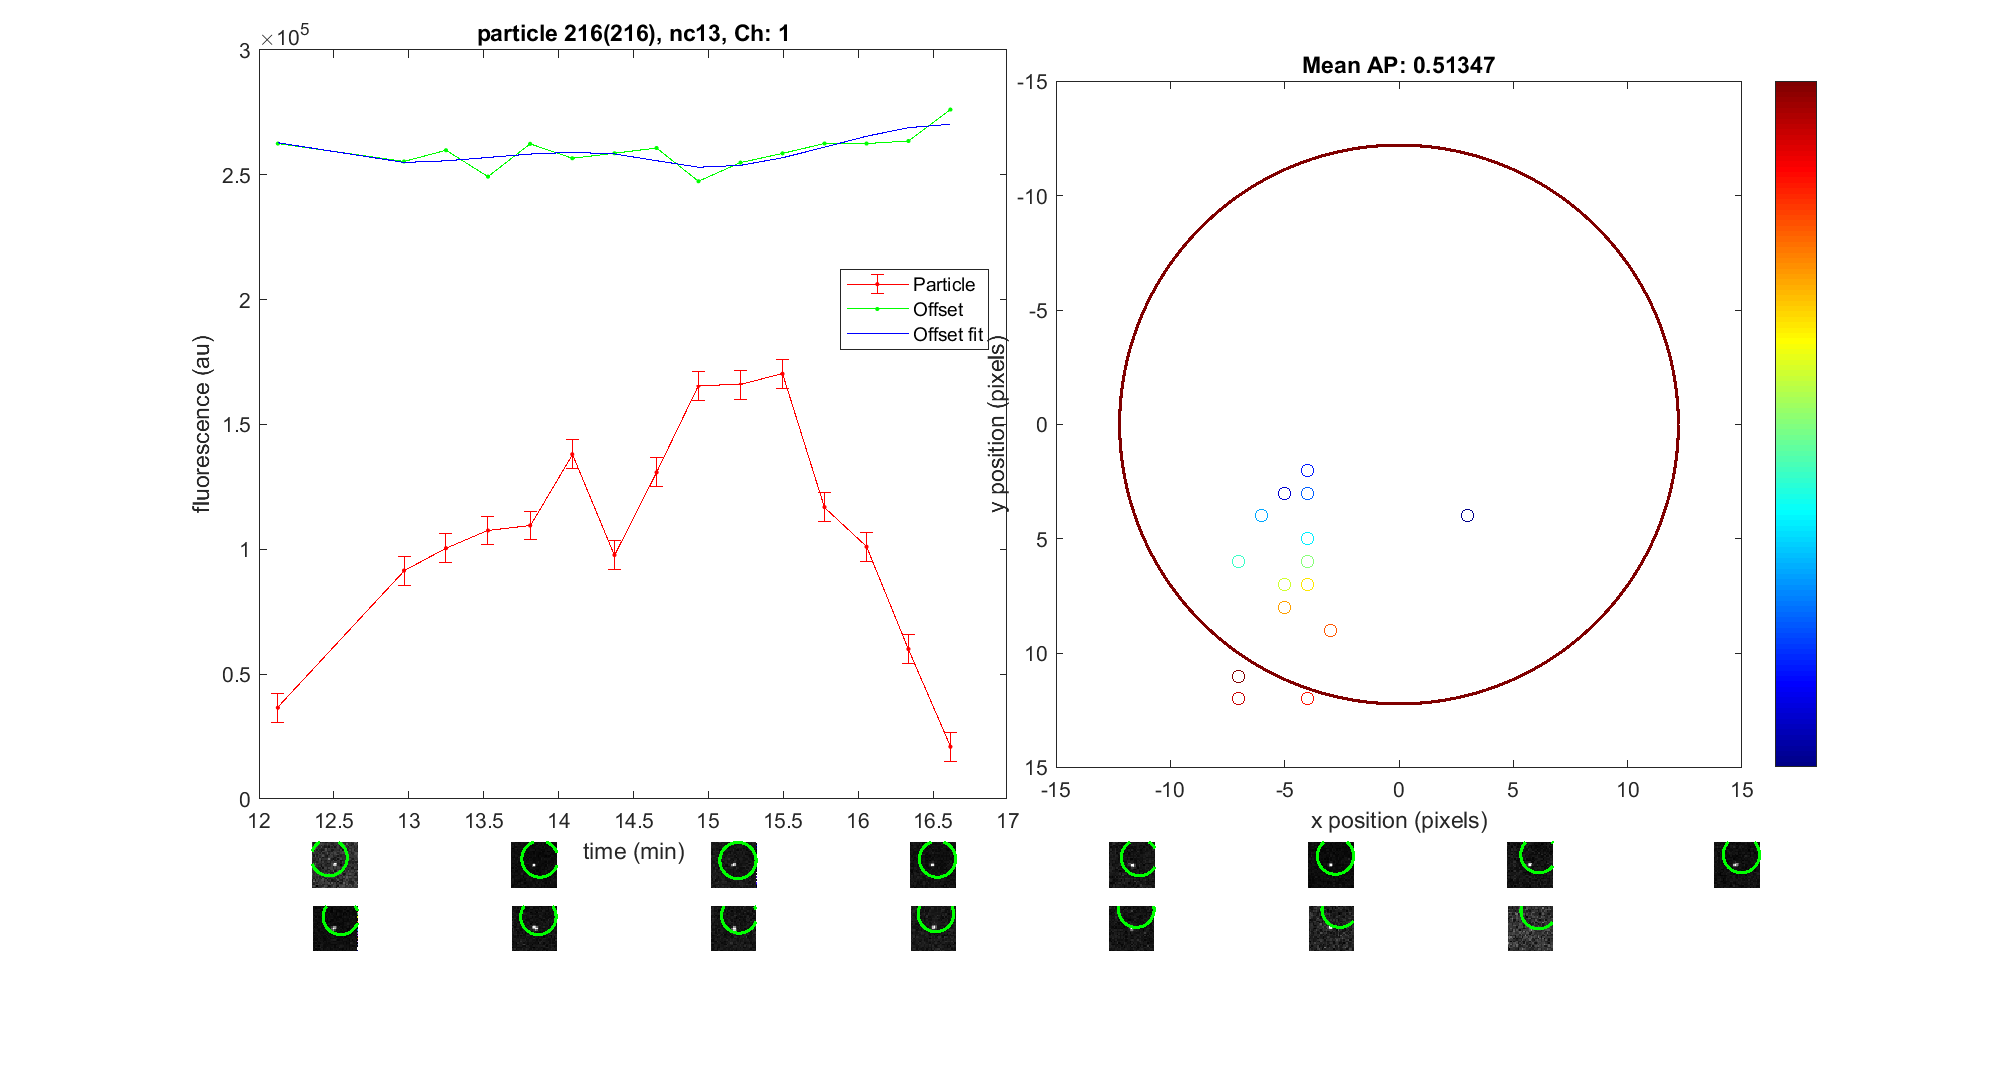 particle 216(216), nc13, Ch: 1
×10^5
3
2.5
2
1.5
1
0.5
0
fluorescence (au)
12 12.5 13 13.5 14 14.5 15 15.5 16 16.5 17
time (min)
Particle
Offset
Offset fit
Mean AP: 0.51347
-15
-10
-5
0
5
10
15
y position (pixels)
-15 -10 -5 0 5 10 15
x position (pixels)